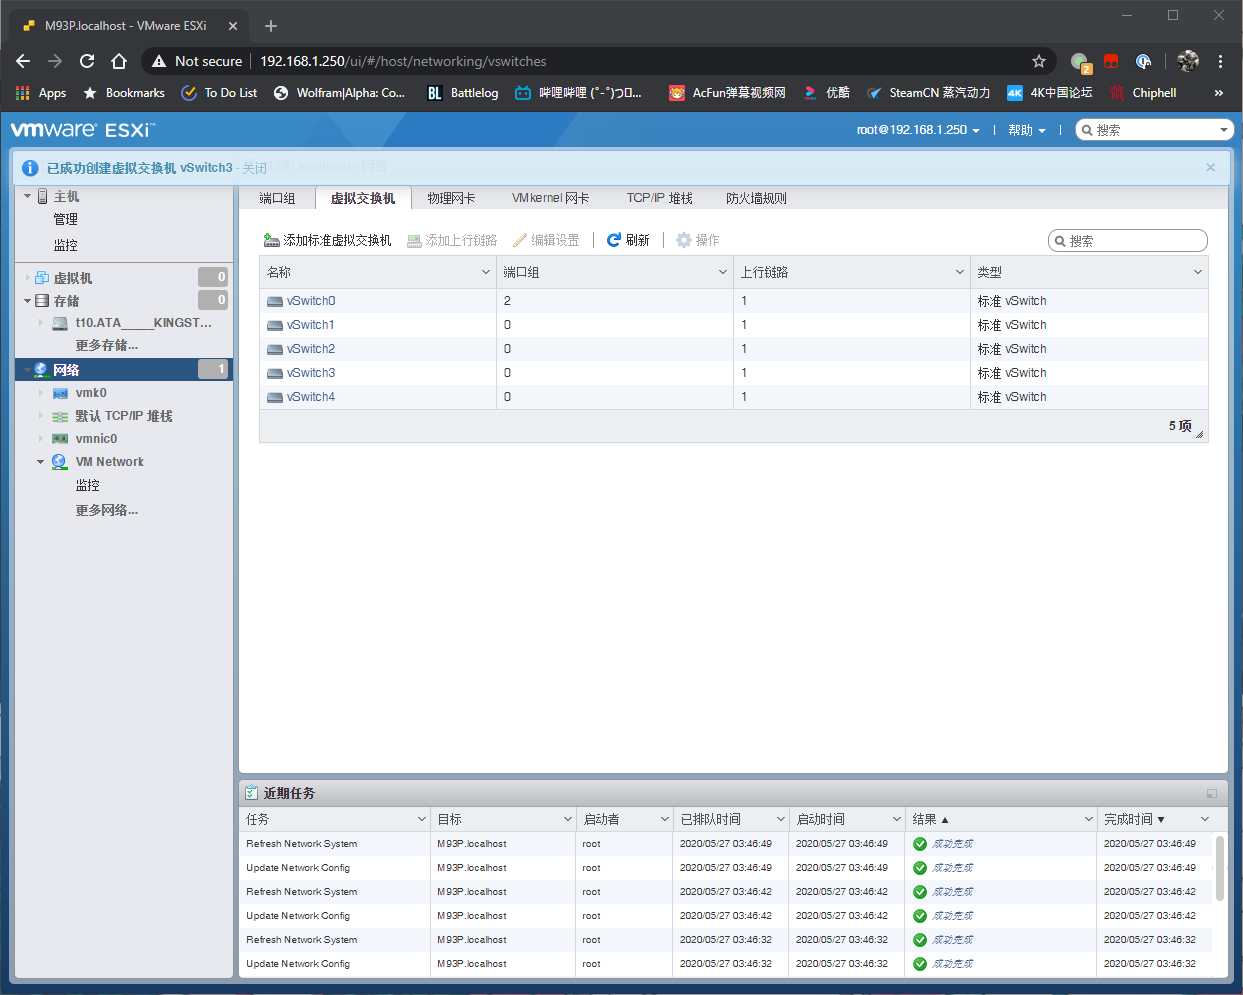 M93P.localhost - VMware ESXi
Not secure
192.168.1.250/ui/#/host/networking/vswitches
2
Apps
Bookmarks
To Do List
Wolfram|Alpha: Co...
BL Battlelog
AcFun弹幕视频网
优酷
SteamCN 蒸汽动力
4K 4K中国论坛
Chiphell
»
vmware ESXi™
root@192.168.1.250
帮助
搜索
已成功创建虚拟交换机 vSwitch3 - 关闭
M93P.localhost - 网络
主机
管理
监控
虚拟机 0
存储 0
t10.ATA_____KINGST...
更多存储...
网络 1
vmk0
默认 TCP/IP 堆栈
vmnic0
VM Network
监控
更多网络...
端口组 虚拟交换机 物理网卡 VMkernel 网卡 TCP/IP 堆栈 防火墙规则
添加标准虚拟交换机 添加上行链路 编辑设置 刷新 操作 搜索
名称 端口组 上行链路 类型
vSwitch0 2 1 标准 vSwitch
vSwitch1 0 1 标准 vSwitch
vSwitch2 0 1 标准 vSwitch
vSwitch3 0 1 标准 vSwitch
vSwitch4 0 1 标准 vSwitch
5 项
近期任务
任务 目标 启动者 已排队时间 启动时间 结果 ▲ 完成时间 ▼
Refresh Network System M93P.localhost root 2020/05/27 03:46:49 2020/05/27 03:46:49 成功完成 2020/05/27 03:46:49
Update Network Config M93P.localhost root 2020/05/27 03:46:49 2020/05/27 03:46:49 成功完成 2020/05/27 03:46:49
Refresh Network System M93P.localhost root 2020/05/27 03:46:42 2020/05/27 03:46:42 成功完成 2020/05/27 03:46:42
Update Network Config M93P.localhost root 2020/05/27 03:46:42 2020/05/27 03:46:42 成功完成 2020/05/27 03:46:42
Refresh Network System M93P.localhost root 2020/05/27 03:46:32 2020/05/27 03:46:32 成功完成 2020/05/27 03:46:32
Update Network Config M93P.localhost root 2020/05/27 03:46:32 2020/05/27 03:46:32 成功完成 2020/05/27 03:46:32